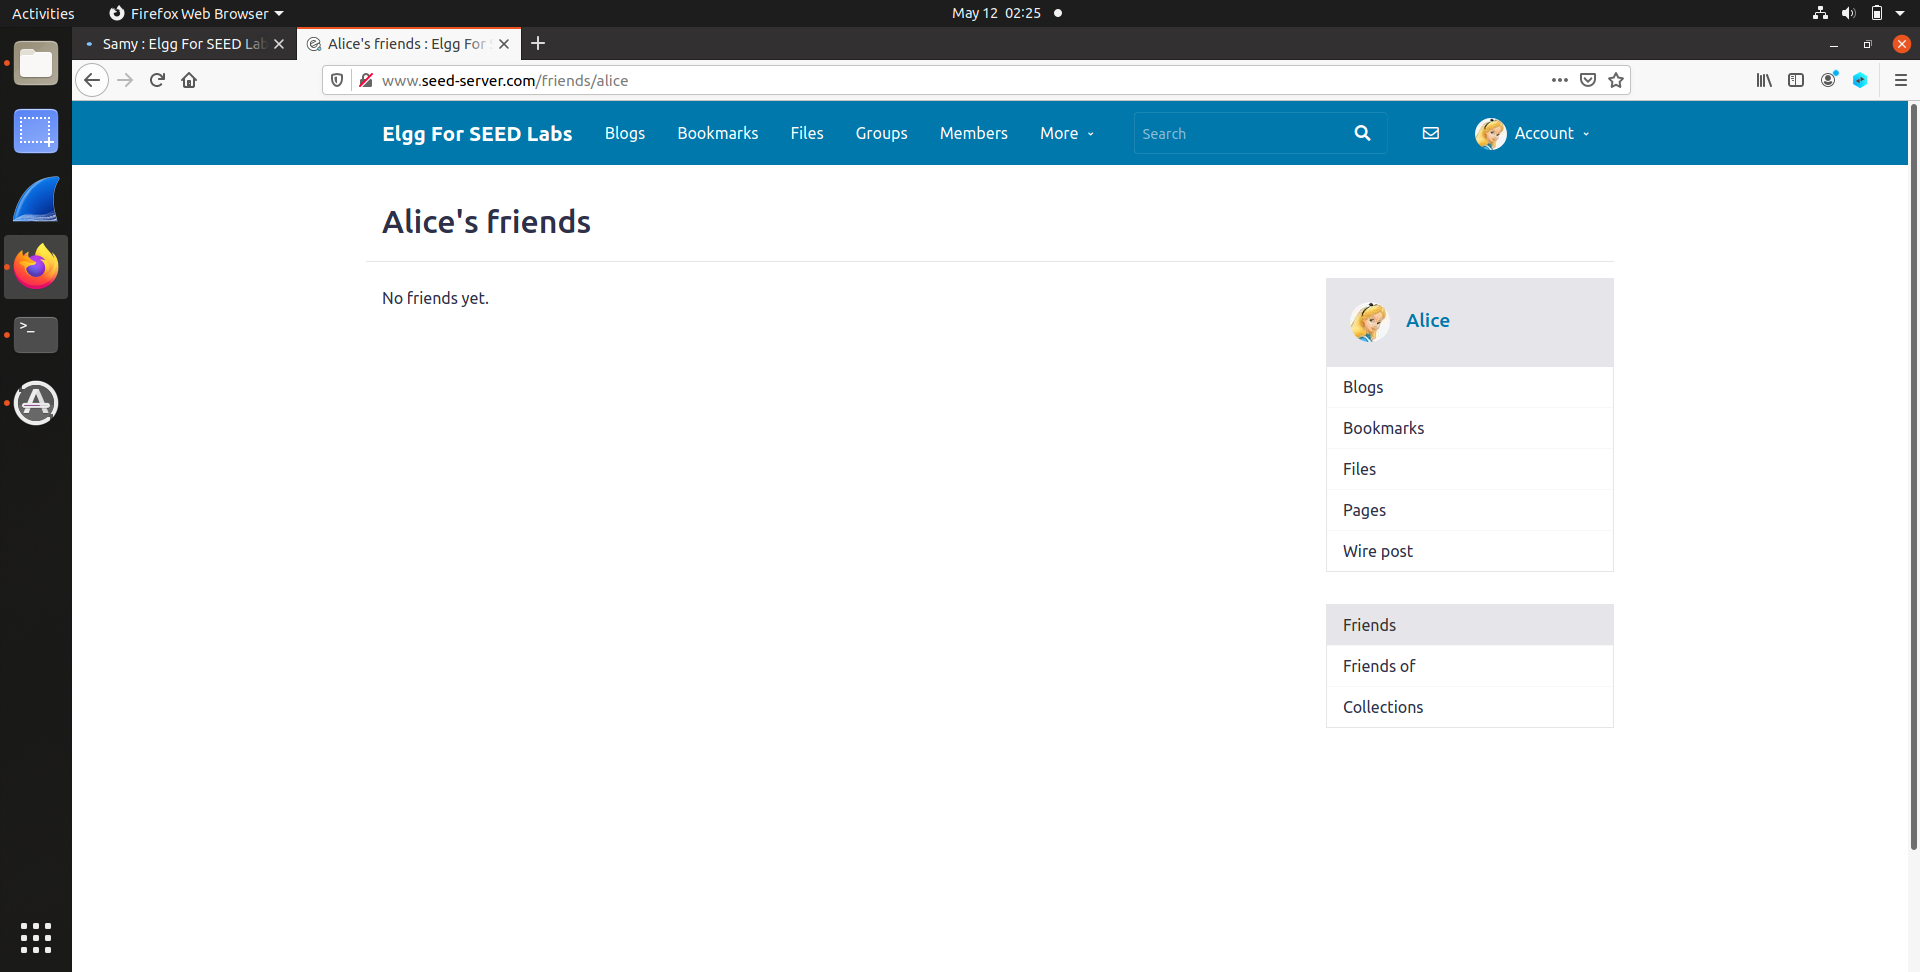 Activities
Firefox Web Browser
May 12 02:25
Samy : Elgg For SEED Lab
Alice's friends : Elgg For
www.seed-server.com/friends/alice
Elgg For SEED Labs
Blogs
Bookmarks
Files
Groups
Members
More
Search
Account
Alice's friends
No friends yet.
Alice
Blogs
Bookmarks
Files
Pages
Wire post
Friends
Friends of
Collections